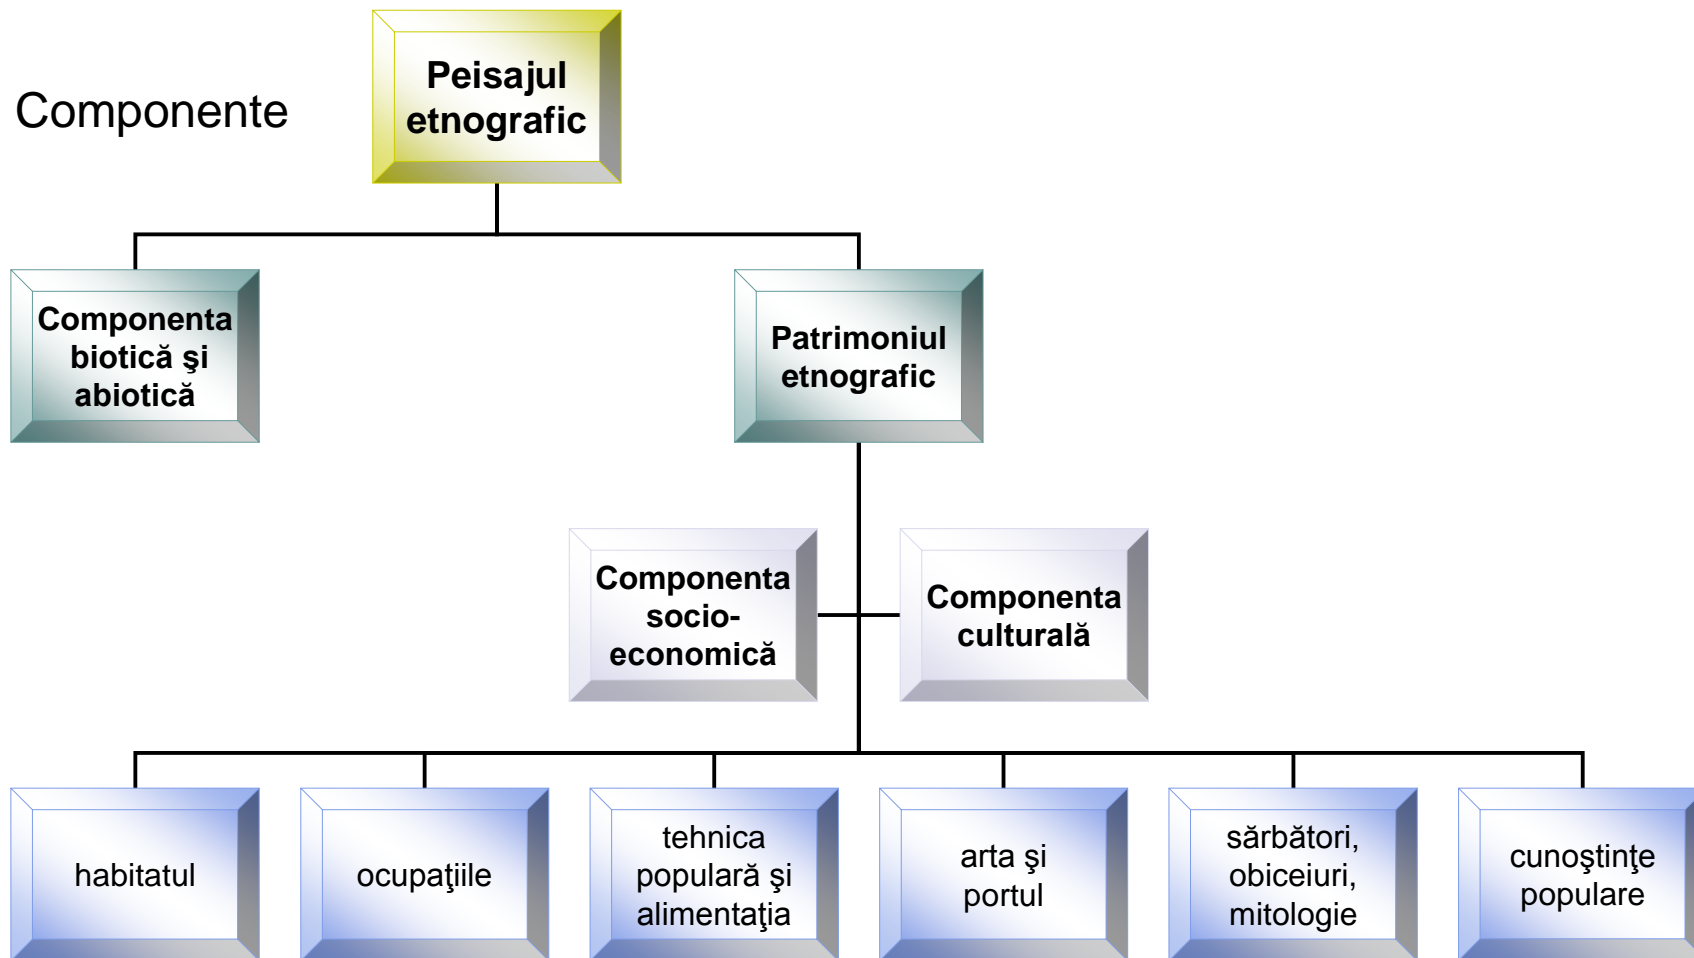 Componente
Peisajul
etnografic
Componenta
biotică şi
abiotică
Patrimoniul
etnografic
Componenta
socio-
economică
Componenta
culturală
habitatul
ocupaţiile
tehnica
populară şi
alimentaţia
arta şi
portul
sărbători,
obiceiuri,
mitologie
cunoştinţe
populare